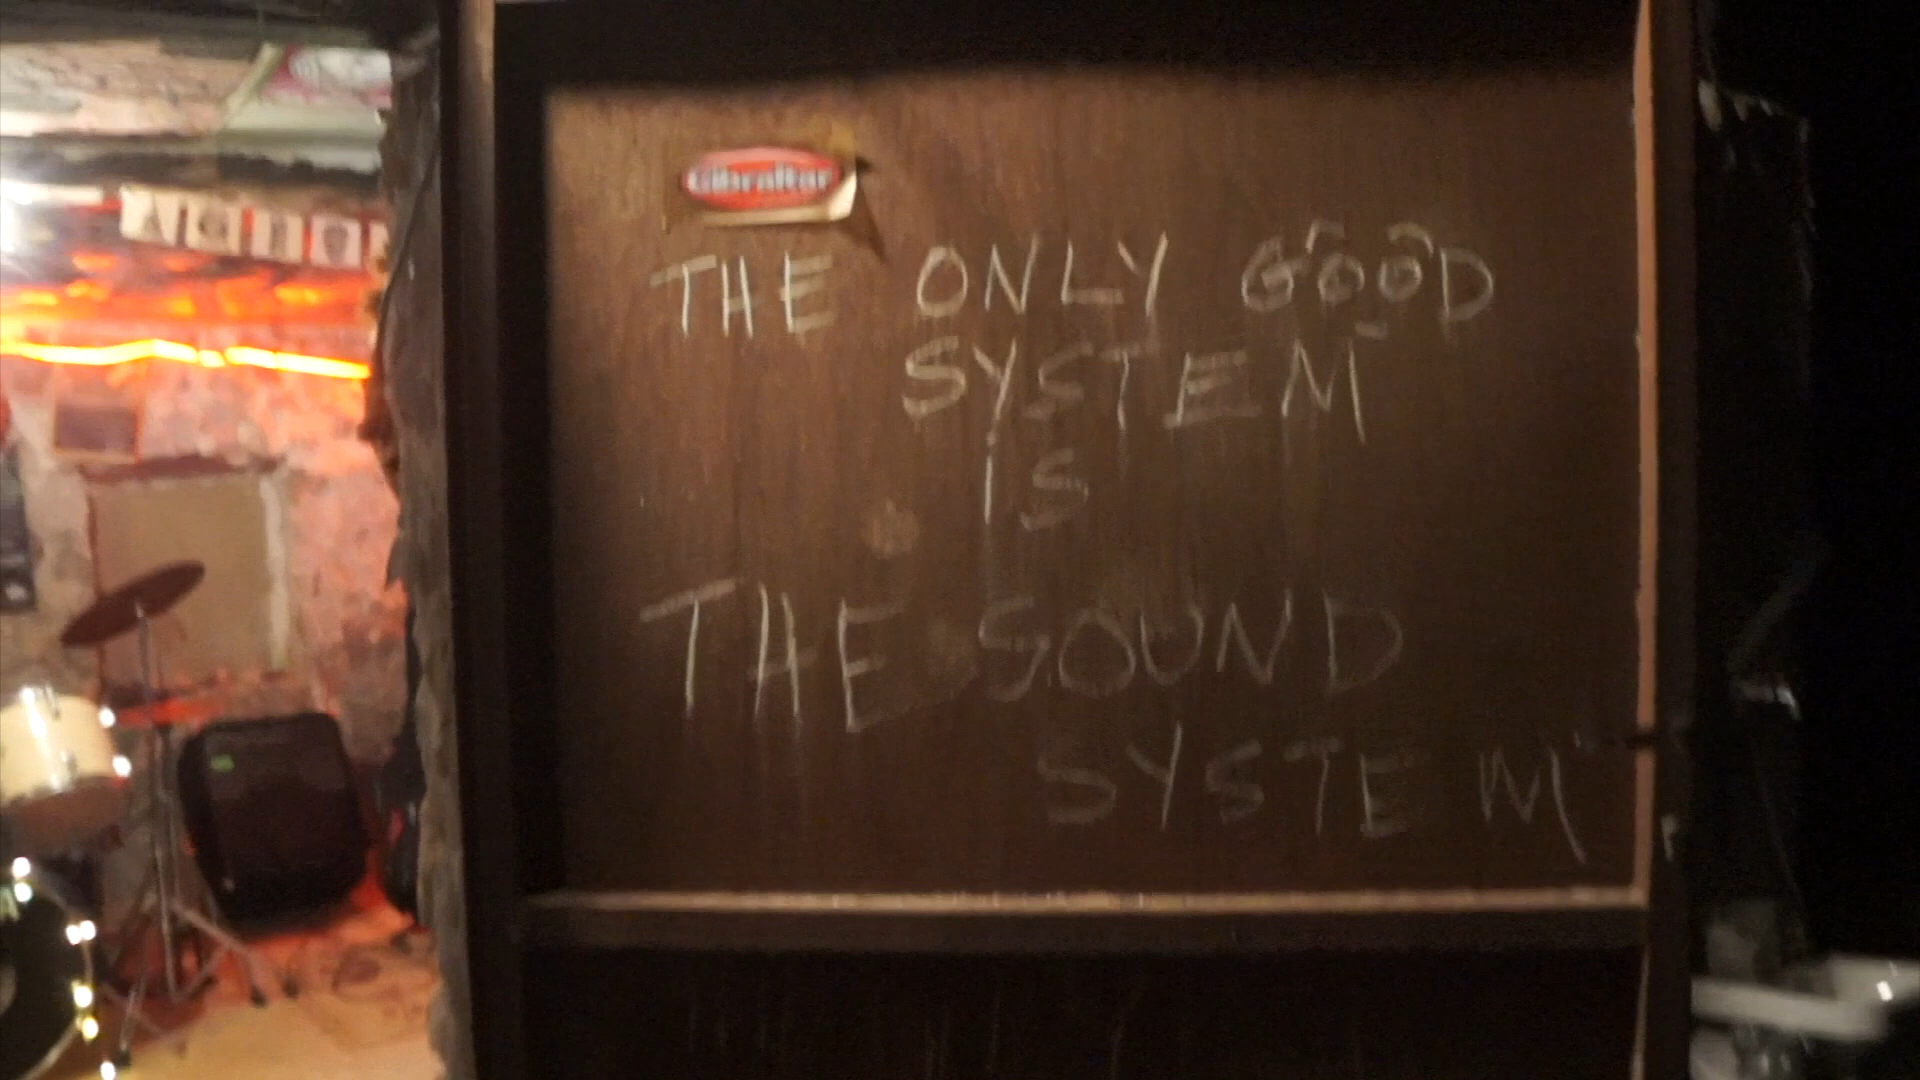 Gibraltar
THE ONLY GOOD
SYSTEM
IS
THE SOUND
SYSTEM